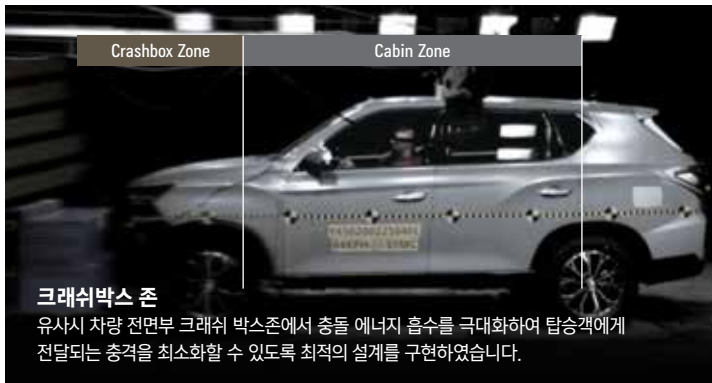 Crashbox Zone
Cabin Zone
크래쉬박스 존
유사시 차량 전면부 크래쉬 박스존에서 충돌 에너지 흡수를 극대화하여 탑승객에게
전달되는 충격을 최소화할 수 있도록 최적의 설계를 구현하였습니다.